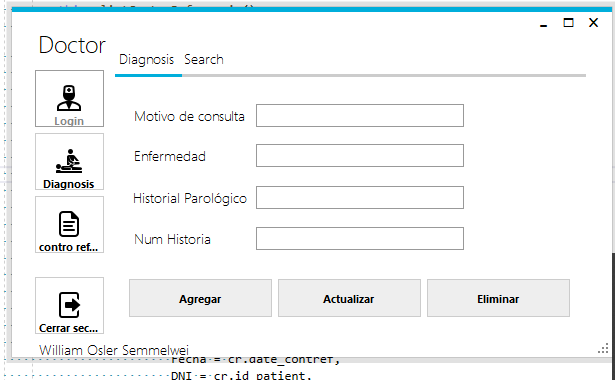 Doctor
Diagnosis Search
Login
Motivo de consulta
Enfermedad
Diagnosis
Historial Parológico
contro ref...
Num Historia
Agregar Actualizar Eliminar
Cerrar sec...
William Osler Semmelwei
Fecha = cr.date_contref,
DNI = cr.id_patient,